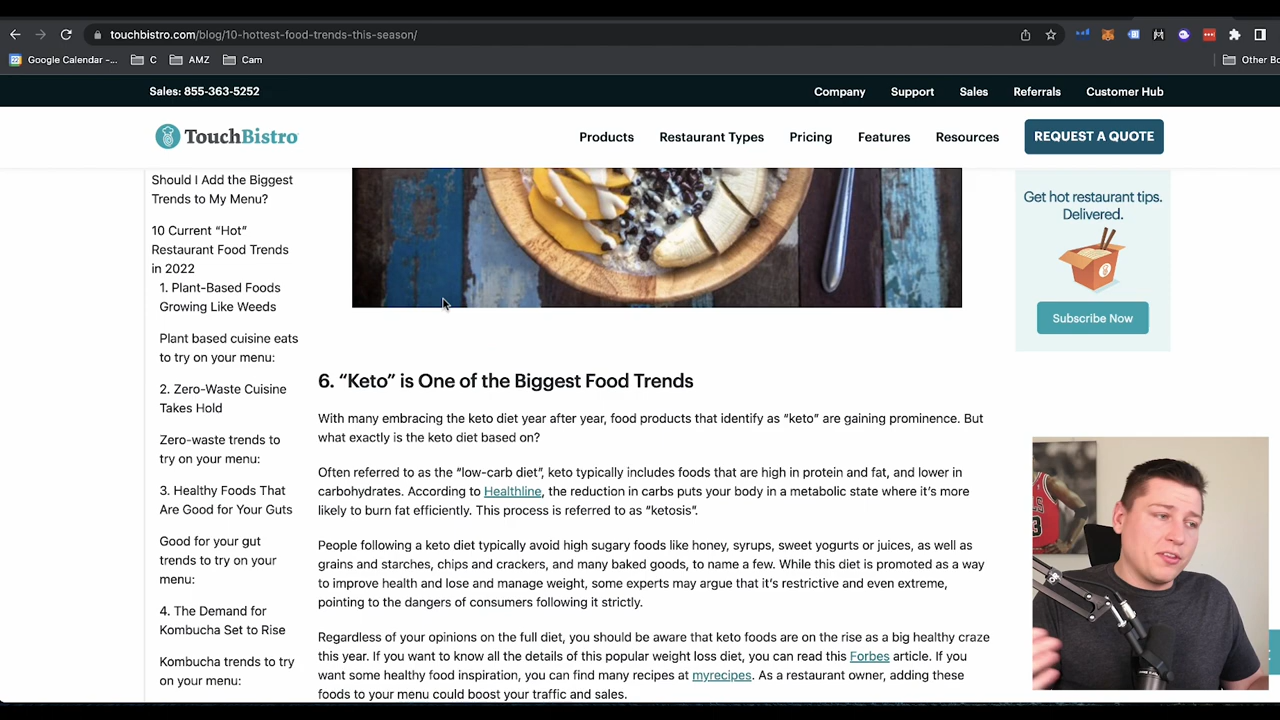 touchbistro.com/blog/10-hottest-food-trends-this-season/
Google Calendar -... C AMZ Cam Other Bo
Sales: 855-363-5252 Company Support Sales Referrals Customer Hub
TouchBistro Products Restaurant Types Pricing Features Resources REQUEST A QUOTE
Should I Add the Biggest
Trends to My Menu?
10 Current “Hot”
Restaurant Food Trends
in 2022
1. Plant-Based Foods
Growing Like Weeds
Plant based cuisine eats
to try on your menu:
2. Zero-Waste Cuisine
Takes Hold
Zero-waste trends to
try on your menu:
3. Healthy Foods That
Are Good for Your Guts
Good for your gut
trends to try on your
menu:
4. The Demand for
Kombucha Set to Rise
Kombucha trends to try
on your menu:
6. “Keto” is One of the Biggest Food Trends
With many embracing the keto diet year after year, food products that identify as “keto” are gaining prominence. But
what exactly is the keto diet based on?
Often referred to as the “low-carb diet”, keto typically includes foods that are high in protein and fat, and lower in
carbohydrates. According to Healthline, the reduction in carbs puts your body in a metabolic state where it’s more
likely to burn fat efficiently. This process is referred to as “ketosis”.
People following a keto diet typically avoid high sugary foods like honey, syrups, sweet yogurts or juices, as well as
grains and starches, chips and crackers, and many baked goods, to name a few. While this diet is promoted as a way
to improve health and lose and manage weight, some experts may argue that it’s restrictive and even extreme,
pointing to the dangers of consumers following it strictly.
Regardless of your opinions on the full diet, you should be aware that keto foods are on the rise as a big healthy craze
this year. If you want to know all the details of this popular weight loss diet, you can read this Forbes article. If you
want some healthy food inspiration, you can find many recipes at myrecipes. As a restaurant owner, adding these
foods to your menu could boost your traffic and sales.
Get hot restaurant tips.
Delivered.
Subscribe Now